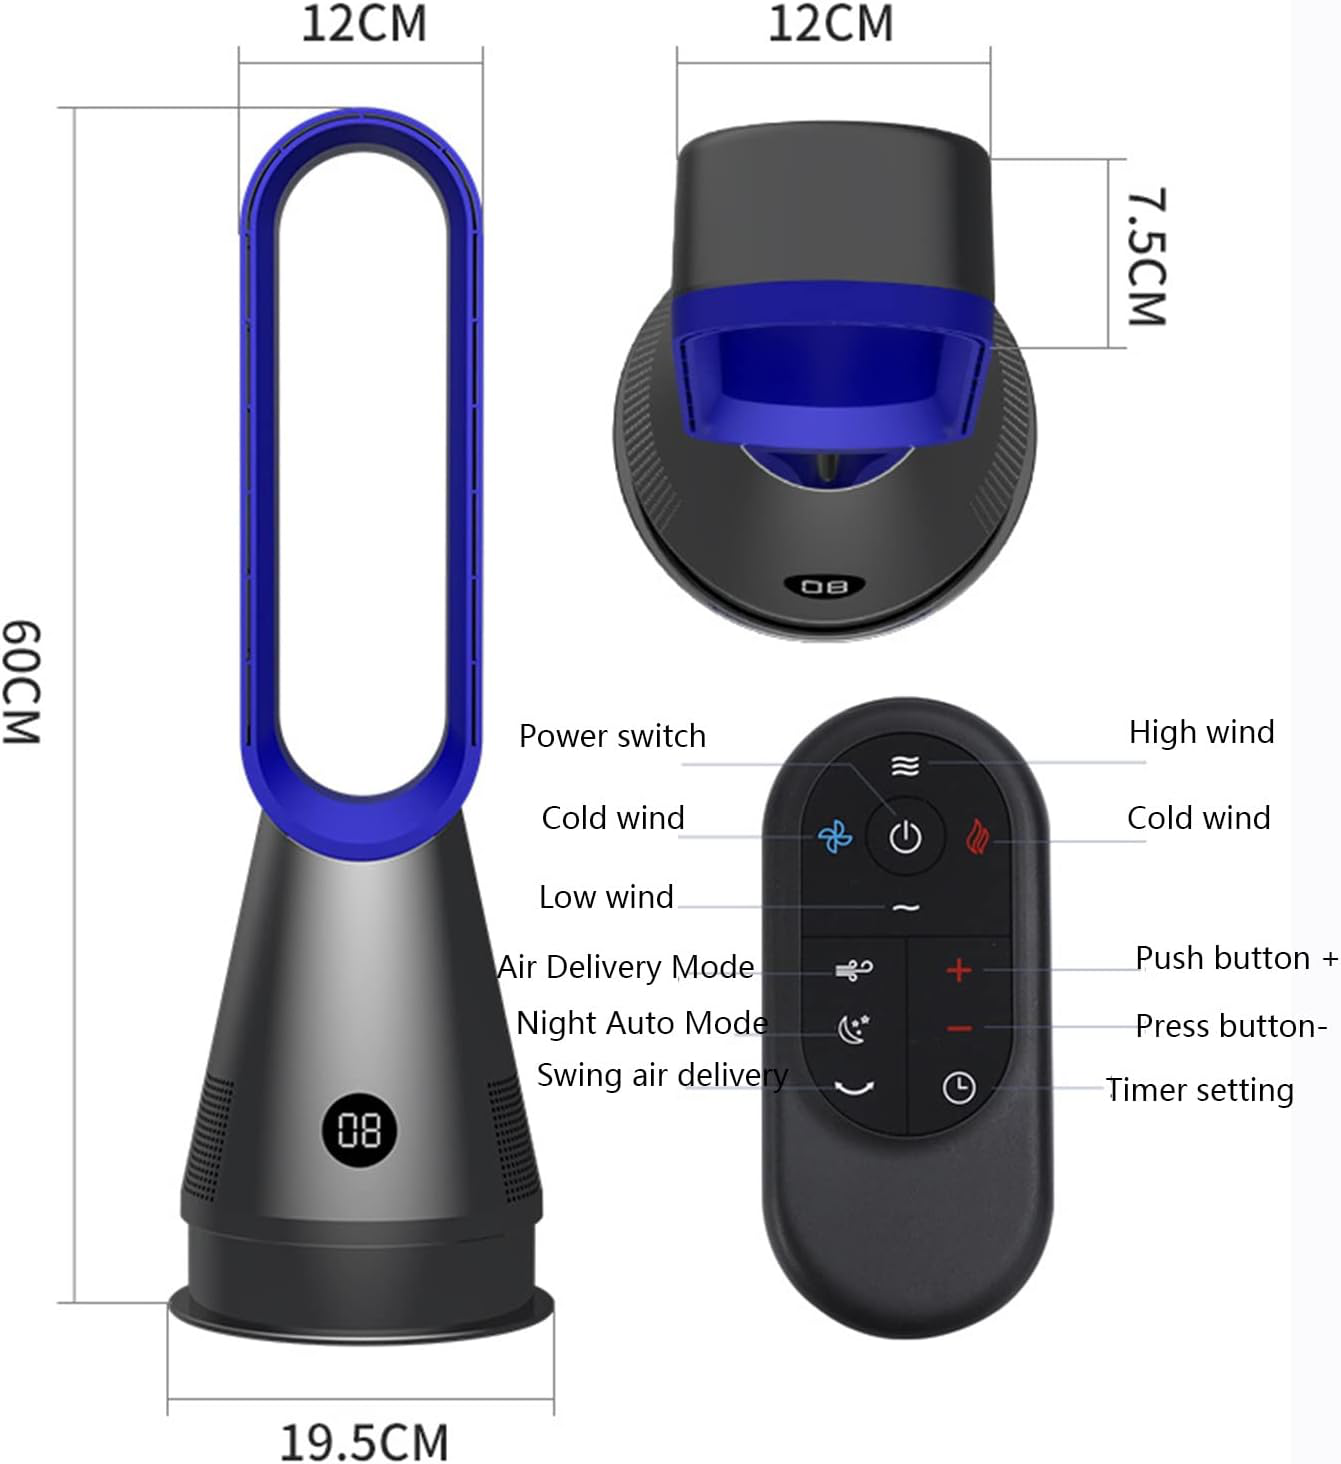 12CM
12CM
7.5CM
60CM
08
Power switch
High wind
Cold wind
Cold wind
Low wind
Air Delivery Mode
Push button +
Night Auto Mode
Press button-
Swing air delivery
Timer setting
08
19.5CM